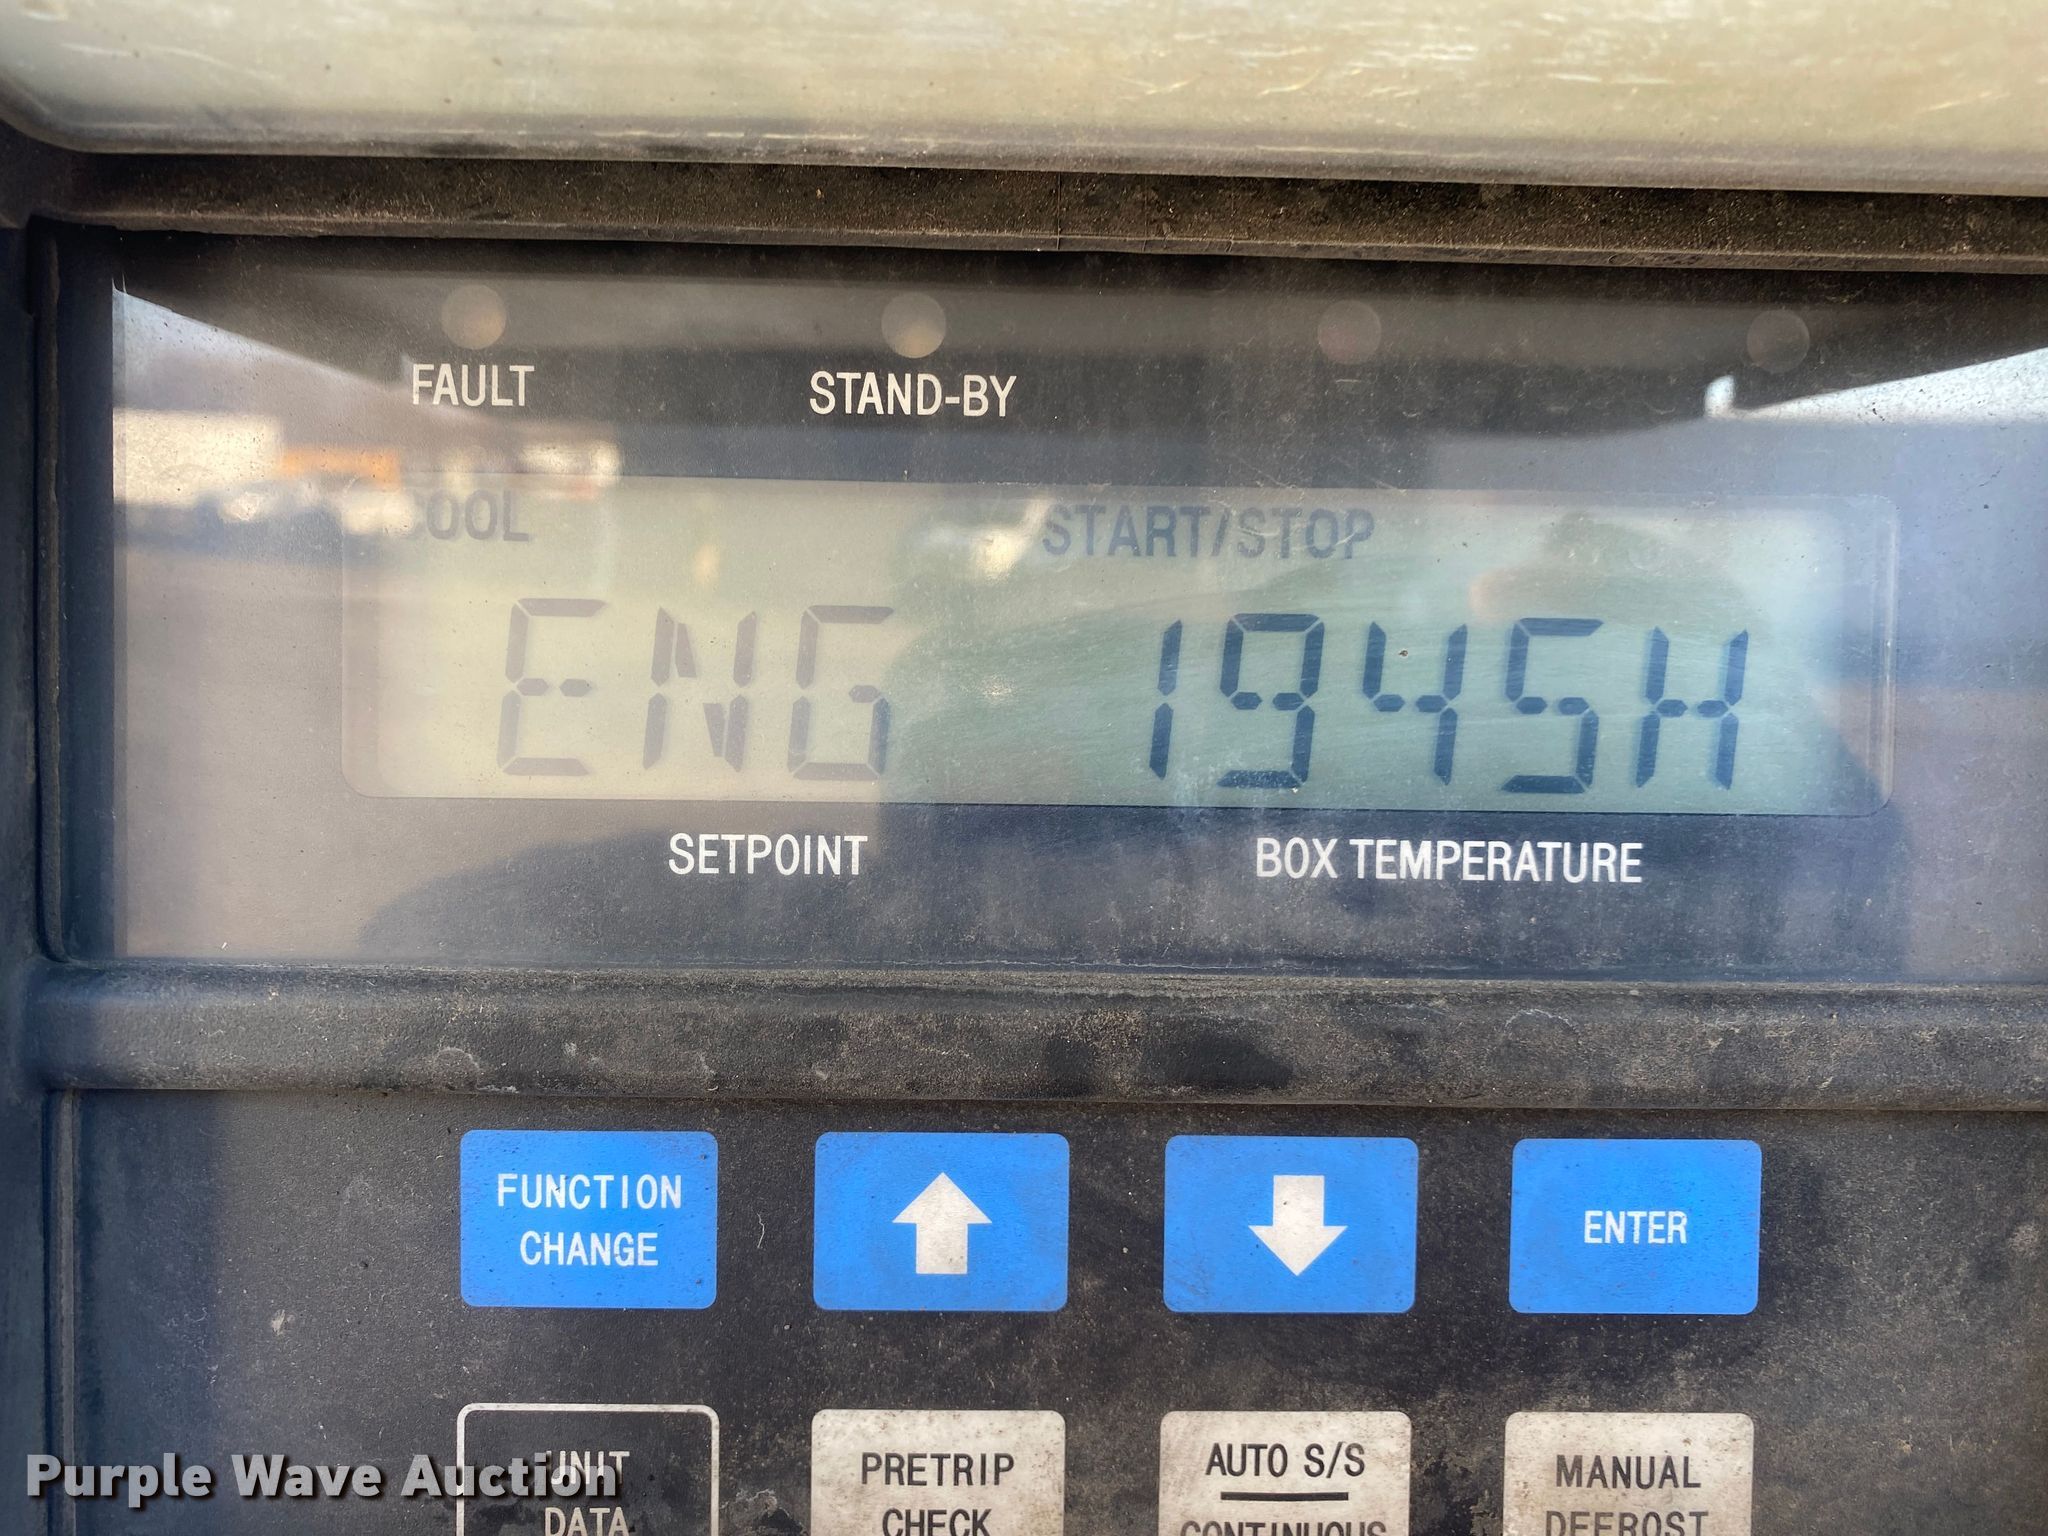 FAULT STAND-BY
COOL START/STOP
ENG 1945H
SETPOINT BOX TEMPERATURE
FUNCTION CHANGE
ENTER
UNIT DATA
PRETRIP CHECK
AUTO S/S CONTINUOUS
MANUAL DEFROST
Purple Wave Auction